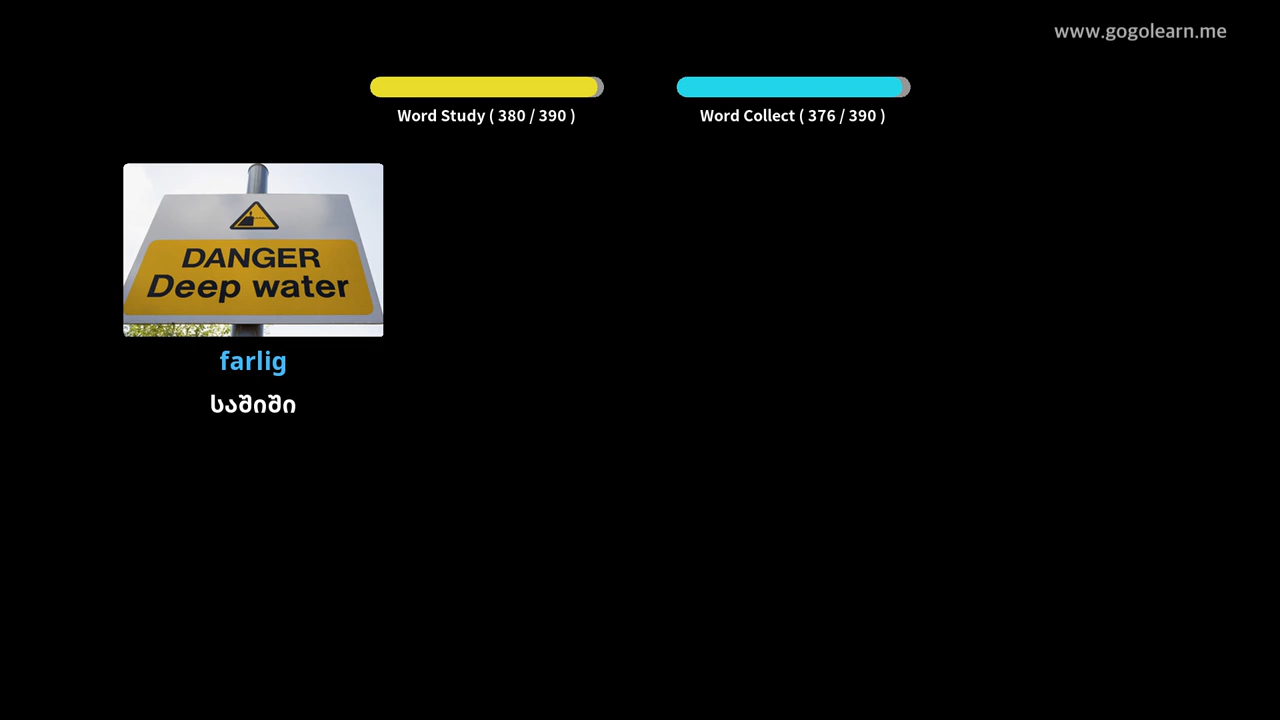 www.gogolearn.me
Word Study ( 380 / 390 )
Word Collect ( 376 / 390 )
DANGER
Deep water
farlig
საშიში